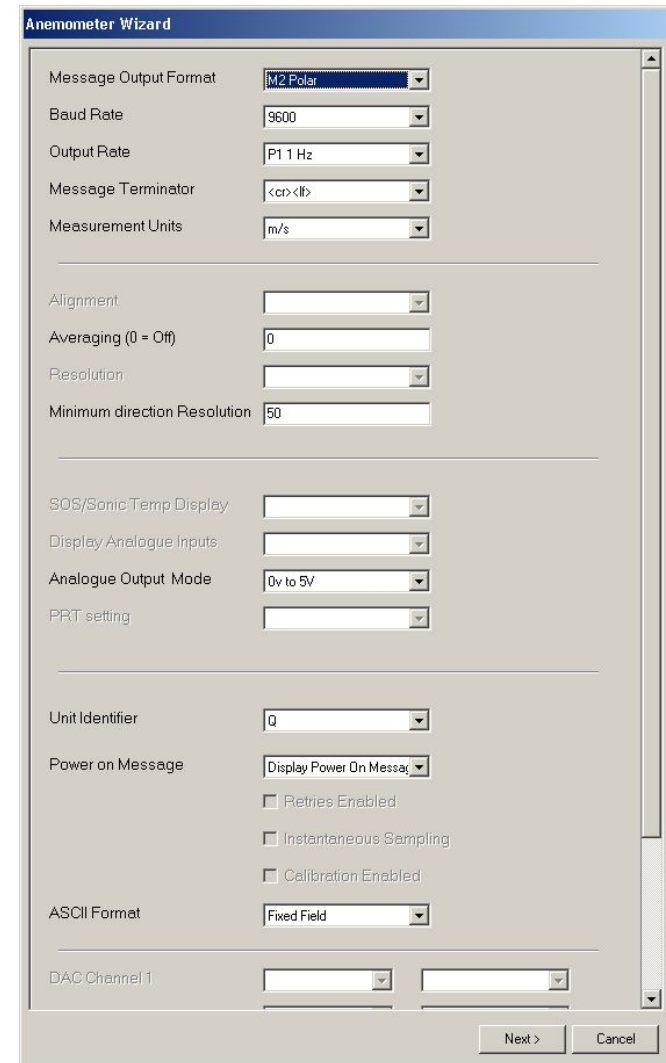 Anemometer Wizard
Message Output Format M2 Polar
Baud Rate 9600
Output Rate P1 1 Hz
Message Terminator <cr><lf>
Measurement Units m/s
Alignment
Averaging (0 = Off) 0
Resolution
Minimum direction Resolution 50
SOS/Sonic Temp Display
Display Analogue Inputs
Analogue Output Mode 0v to 5V
PRT setting
Unit Identifier Q
Power on Message Display Power On Messag
Retries Enabled
Instantaneous Sampling
Calibration Enabled
ASCII Format Fixed Field
DAC Channel 1
Next > Cancel